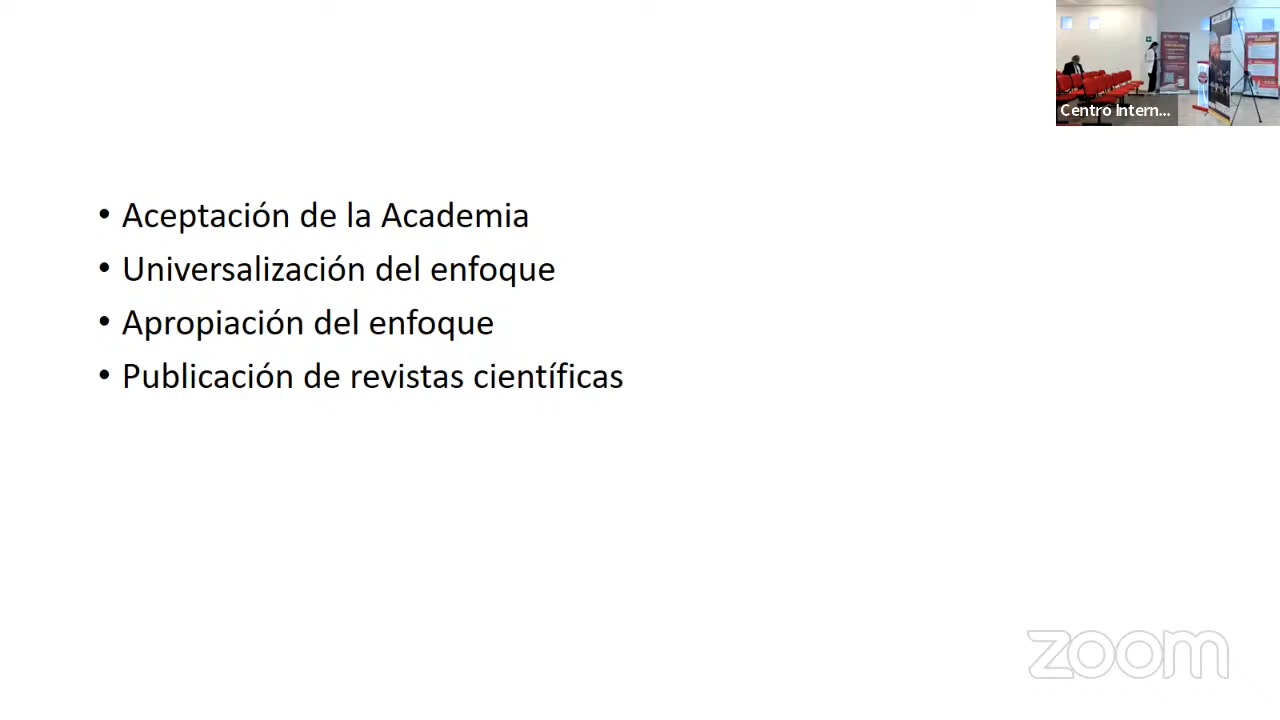 Centro Intern...
• Aceptación de la Academia
• Universalización del enfoque
• Apropiación del enfoque
• Publicación de revistas científicas
zoom